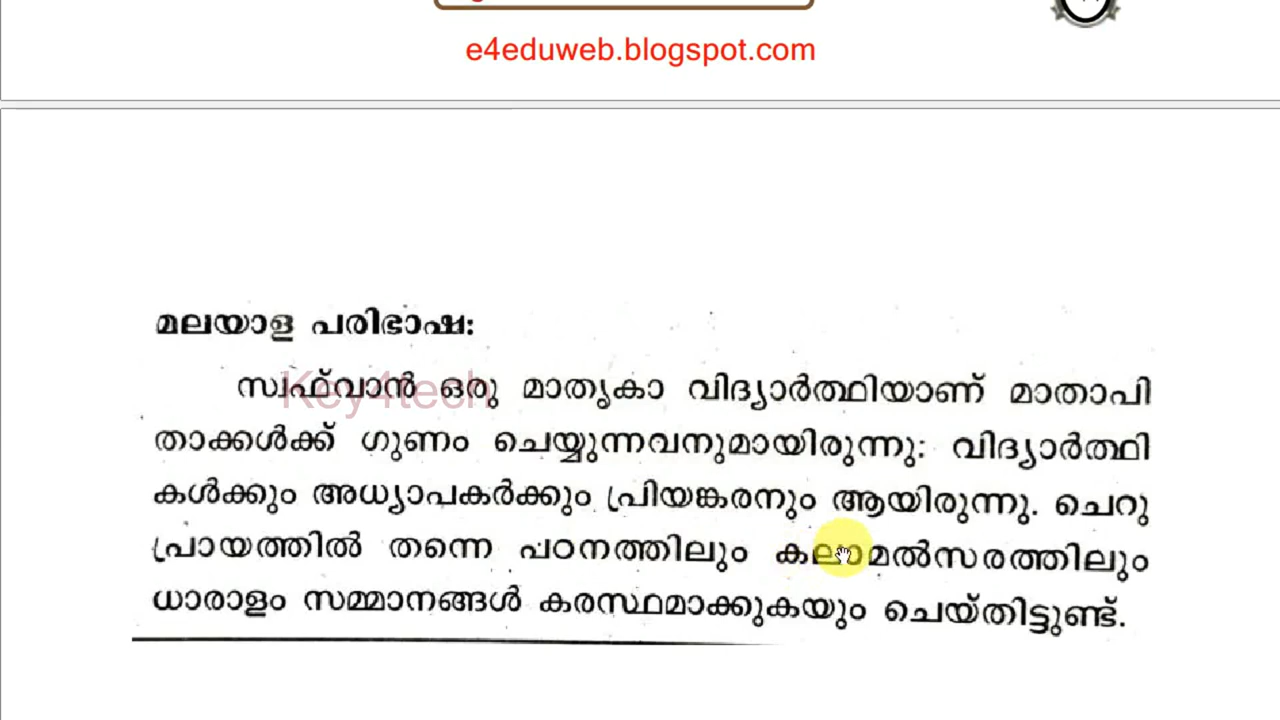 e4eduweb.blogspot.com
മലയാള പരിഭാഷ:
സ്വഫ്‌വാൻ ഒരു മാതൃകാ വിദ്യാർത്ഥിയാണ് മാതാപി
താക്കൾക്ക് ഗുണം ചെയ്യുന്നവനുമായിരുന്നു: വിദ്യാർത്ഥി
കൾക്കും അധ്യാപകർക്കും പ്രിയങ്കരനും ആയിരുന്നു. ചെറു
പ്രായത്തിൽ തന്നെ പഠനത്തിലും കലാമൽസരത്തിലും
ധാരാളം സമ്മാനങ്ങൾ കരസ്ഥമാക്കുകയും ചെയ്തിട്ടുണ്ട്.
Key4tech